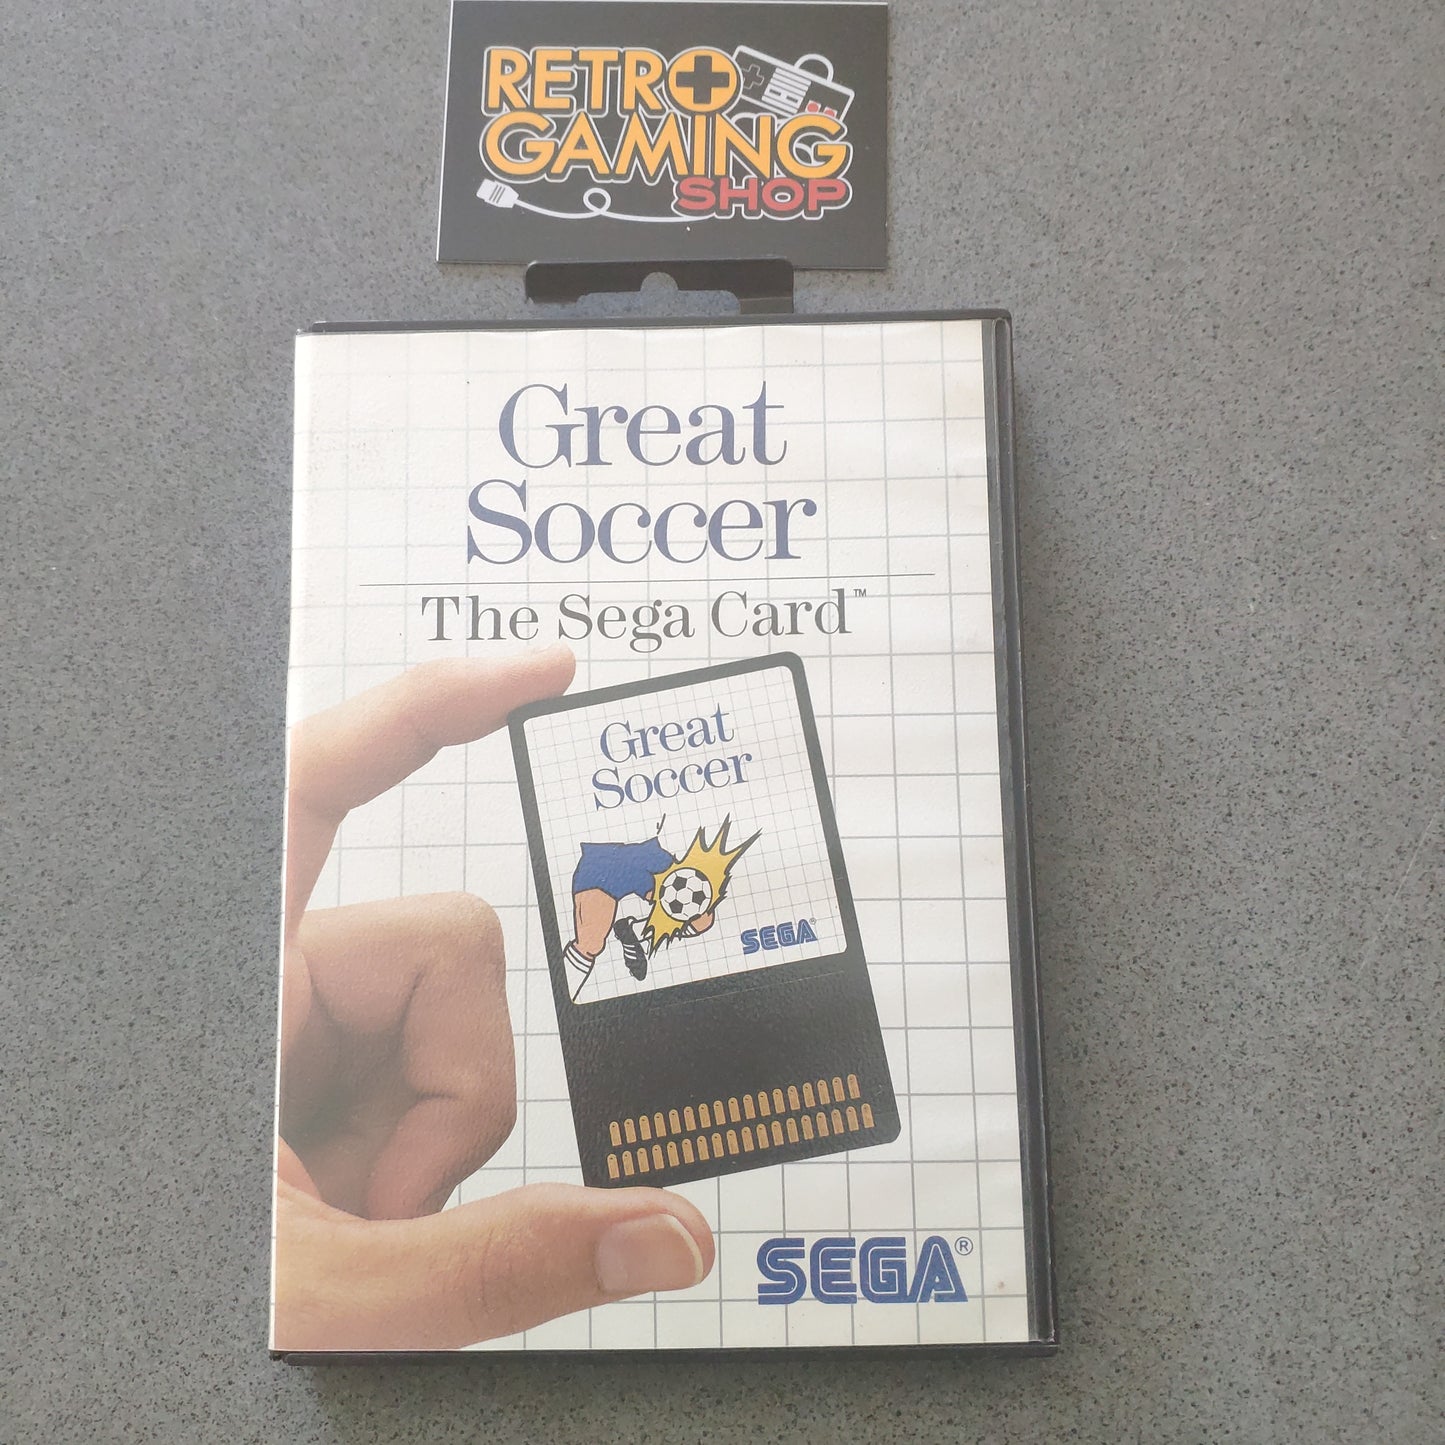 RETRO
GAMING
SHOP
Great
Soccer
The Sega Card™
Great
Soccer
SEGA®
SEGA®